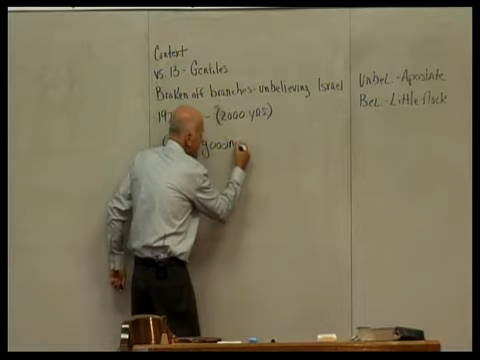 Context
vs. 13 - Gentiles
Broken off branches - unbelieving Israel
- (2000 yrs.)
Unbel. - Apostate
Bel. - Little flock